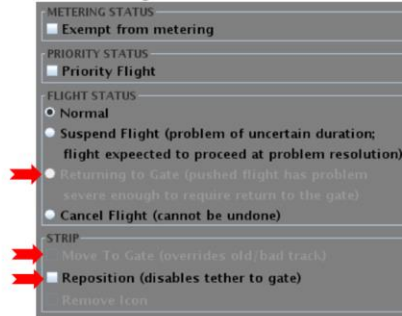 METERING STATUS
Exempt from metering
PRIORITY STATUS
Priority Flight
FLIGHT STATUS
Normal
Suspend Flight (problem of uncertain duration;
flight expeected to proceed at problem resolution)
Returning to Gate (pushed flight has problem
severe enough to require return to the gate)
Cancel Flight (cannot be undone)
STRIP
Move To Gate (overrides old/bad track)
Reposition (disables tether to gate)
Remove Icon